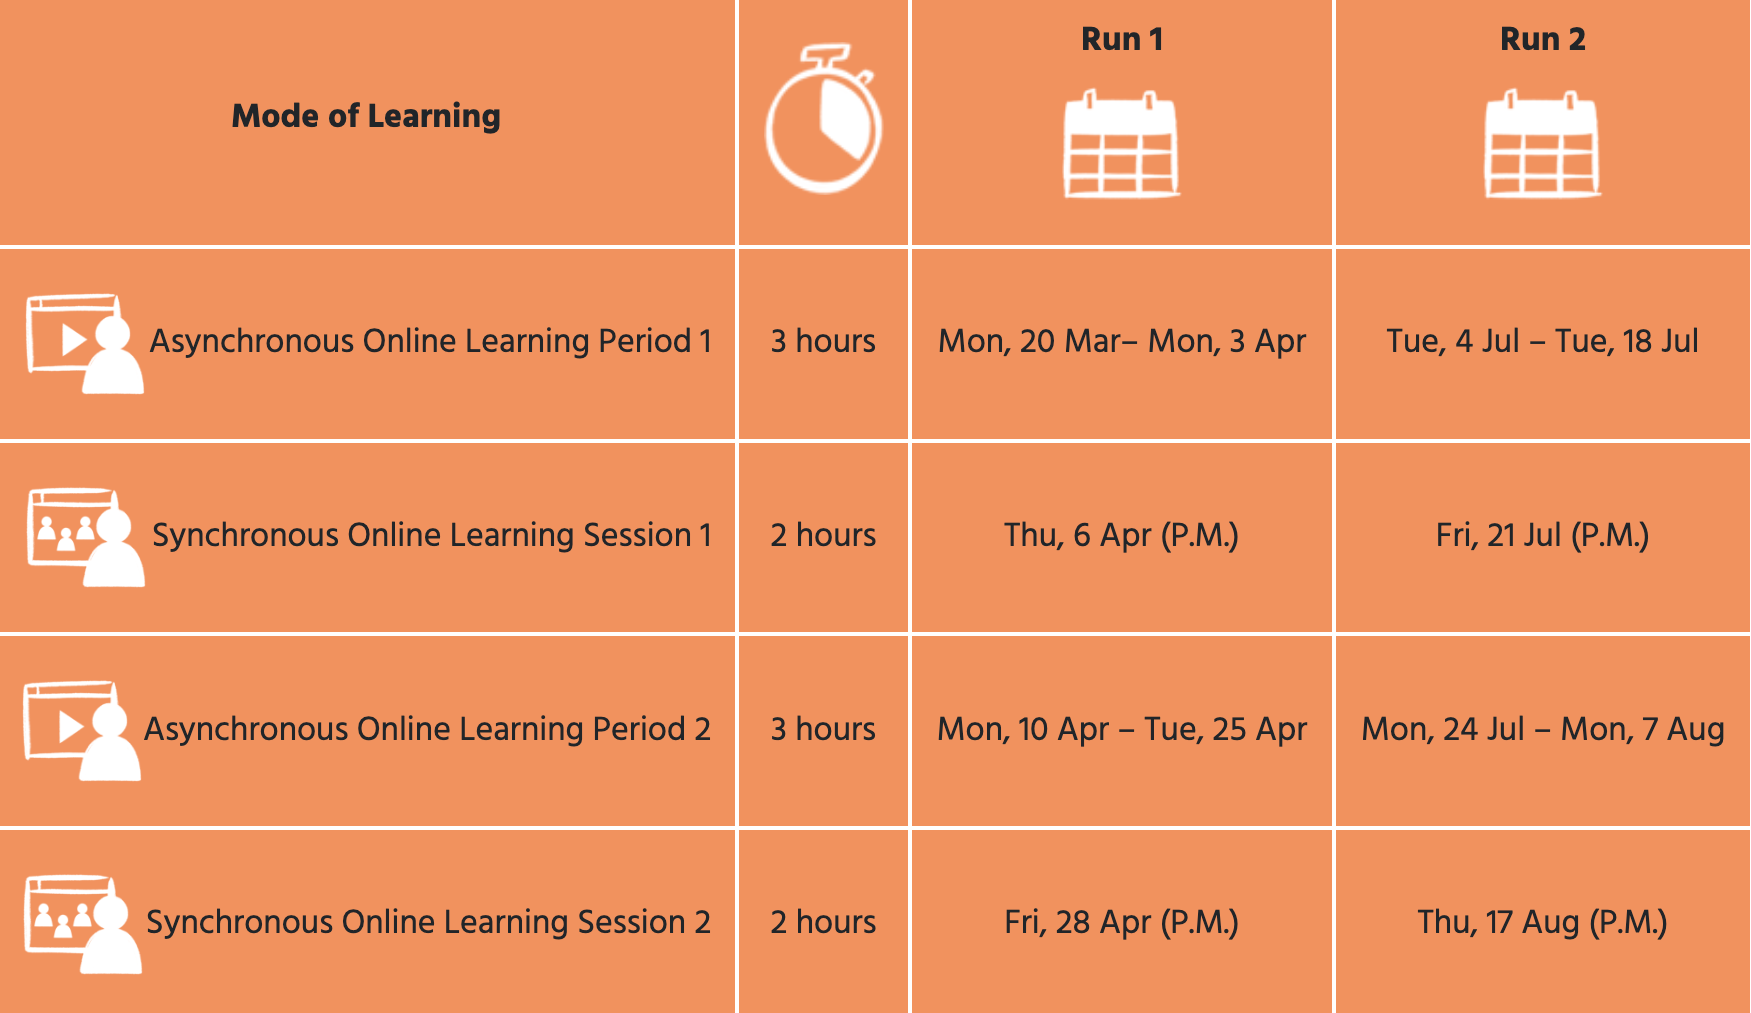 Mode of Learning
Run 1
Run 2
Asynchronous Online Learning Period 1
3 hours
Mon, 20 Mar– Mon, 3 Apr
Tue, 4 Jul – Tue, 18 Jul
Synchronous Online Learning Session 1
2 hours
Thu, 6 Apr (P.M.)
Fri, 21 Jul (P.M.)
Asynchronous Online Learning Period 2
3 hours
Mon, 10 Apr – Tue, 25 Apr
Mon, 24 Jul – Mon, 7 Aug
Synchronous Online Learning Session 2
2 hours
Fri, 28 Apr (P.M.)
Thu, 17 Aug (P.M.)